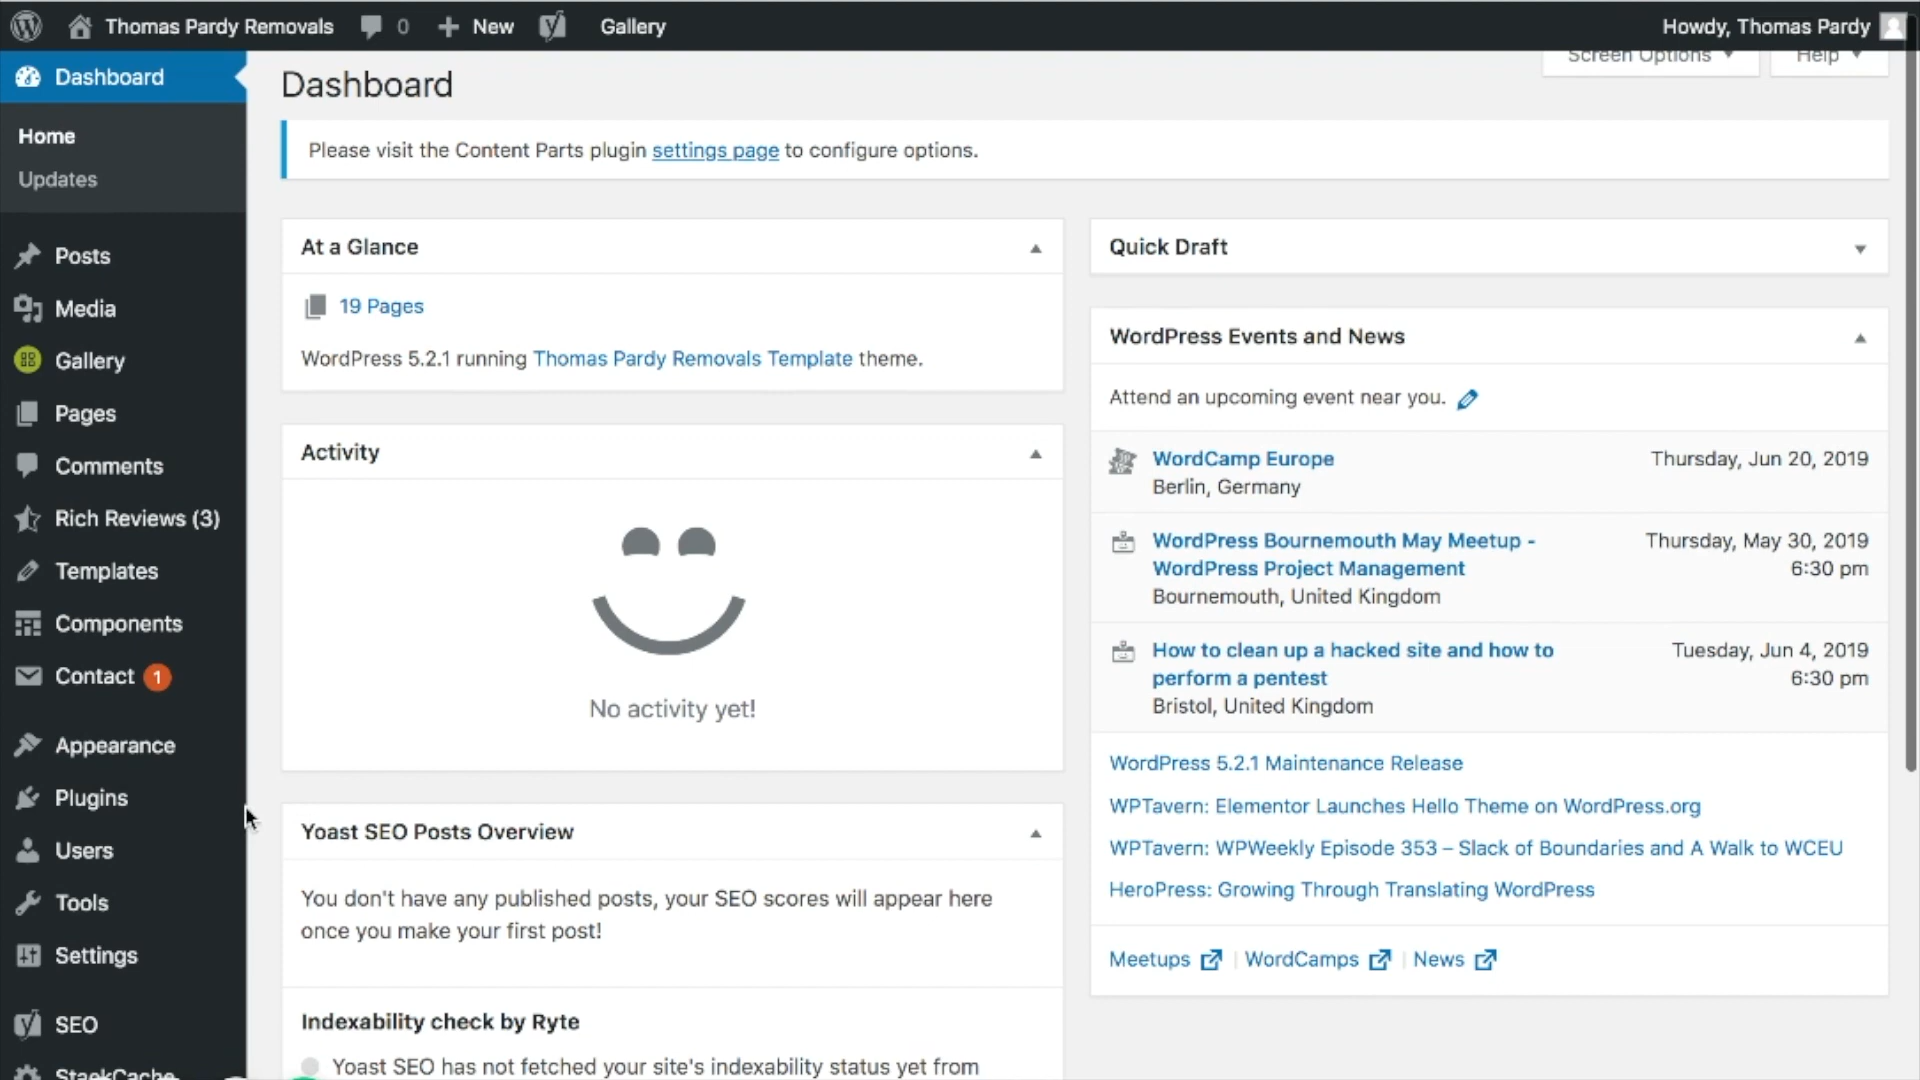 Thomas Pardy Removals
0
New
Gallery
Howdy, Thomas Pardy
Screen Options
Help
Dashboard
Home
Updates
Posts
Media
Gallery
Pages
Comments
Rich Reviews (3)
Templates
Components
Contact 1
Appearance
Plugins
Users
Tools
Settings
SEO
StaekCache
Dashboard
Please visit the Content Parts plugin settings page to configure options.
At a Glance
19 Pages
WordPress 5.2.1 running Thomas Pardy Removals Template theme.
Activity
No activity yet!
Yoast SEO Posts Overview
You don't have any published posts, your SEO scores will appear here
once you make your first post!
Indexability check by Ryte
Yoast SEO has not fetched your site's indexability status yet from
Quick Draft
WordPress Events and News
Attend an upcoming event near you.
WordCamp Europe
Thursday, Jun 20, 2019
Berlin, Germany
WordPress Bournemouth May Meetup -
Thursday, May 30, 2019
WordPress Project Management
6:30 pm
Bournemouth, United Kingdom
How to clean up a hacked site and how to
Tuesday, Jun 4, 2019
perform a pentest
6:30 pm
Bristol, United Kingdom
WordPress 5.2.1 Maintenance Release
WPTavern: Elementor Launches Hello Theme on WordPress.org
WPTavern: WPWeekly Episode 353 – Slack of Boundaries and A Walk to WCEU
HeroPress: Growing Through Translating WordPress
Meetups | WordCamps | News